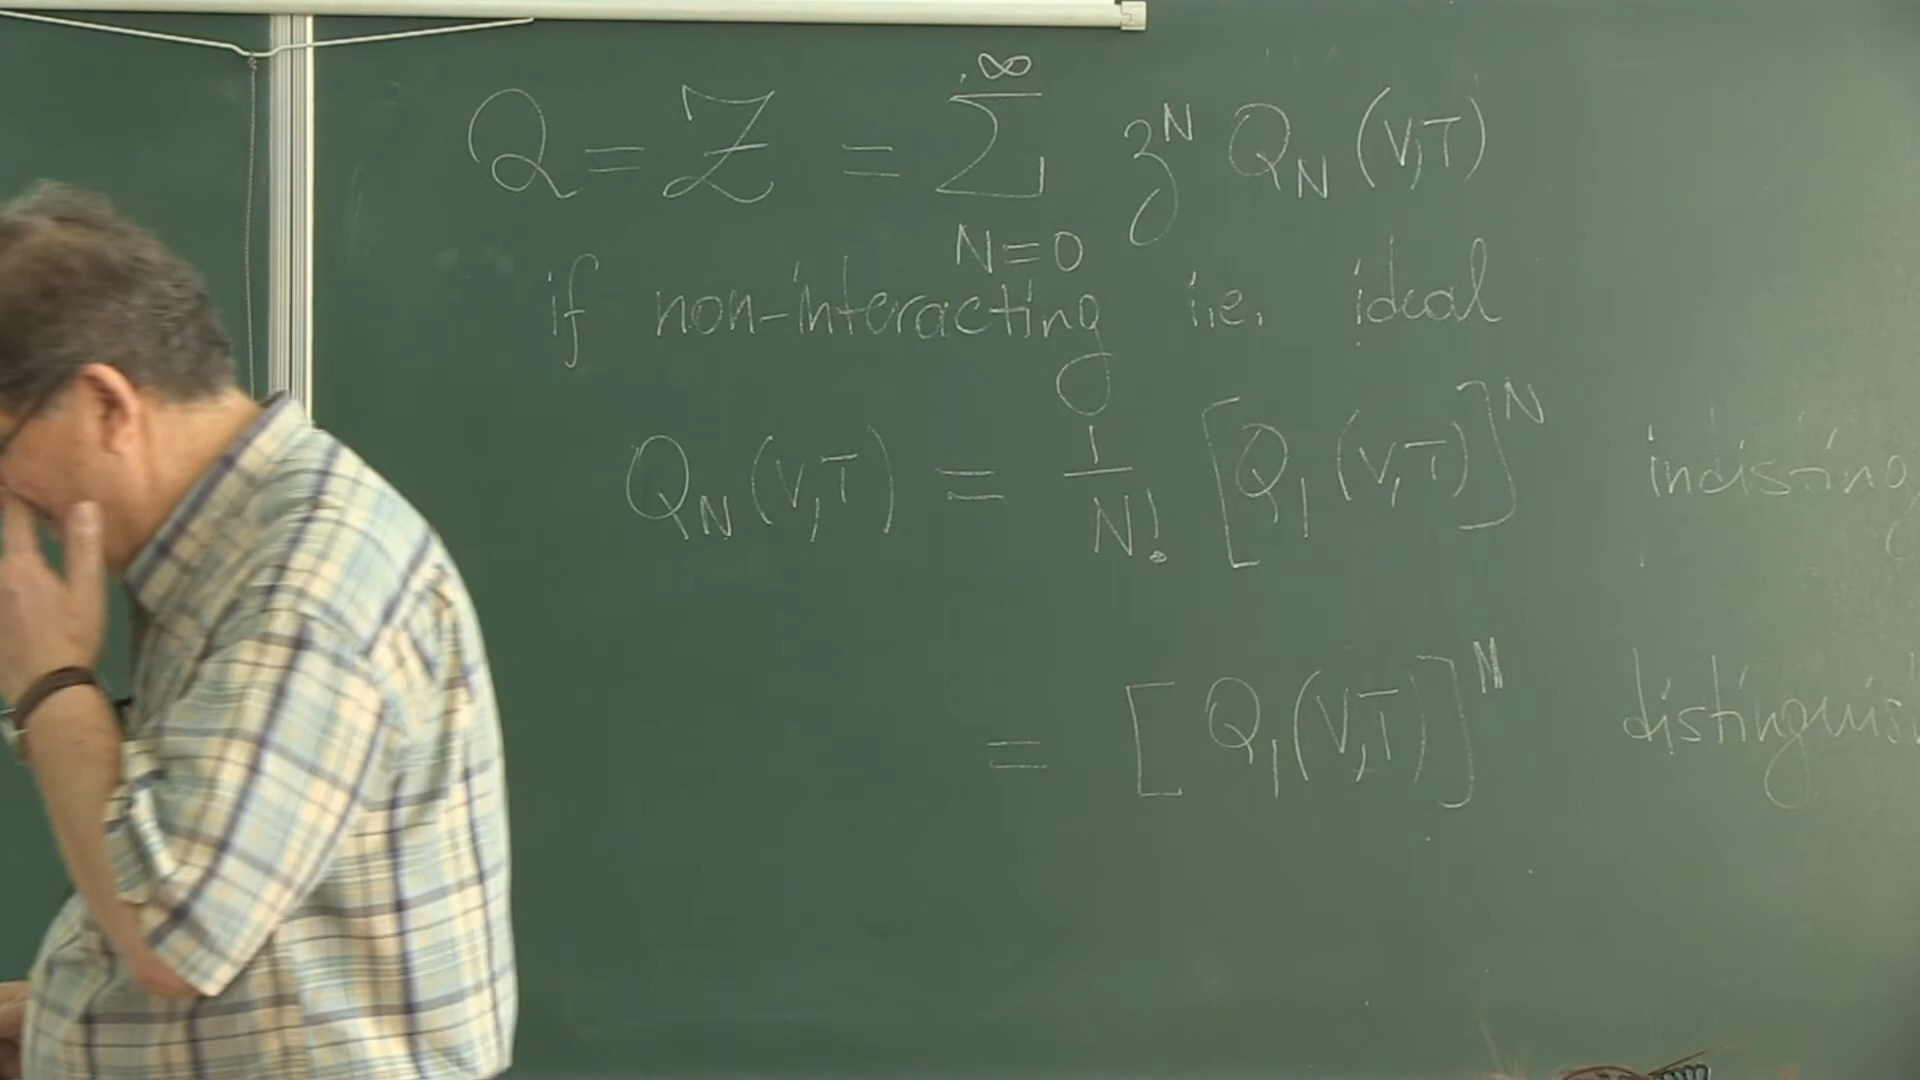 Q = Z = ∑_{N=0}^{∞} z^N Q_N (V,T)
if non-interacting i.e. ideal
Q_N (V,T) = 1/N! [Q_1 (V,T)]^N
= [Q_1 (V,T)]^N